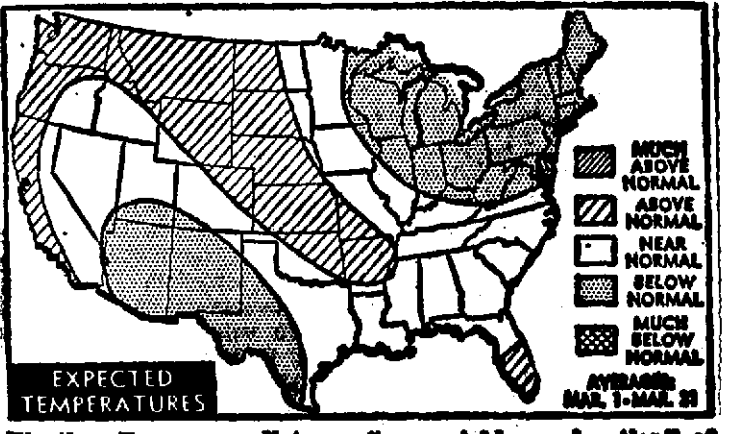 MUCH
ABOVE
NORMAL
ABOVE
NORMAL
NEAR
NORMAL
BELOW
NORMAL
MUCH
BELOW
NORMAL
EXPECTED
TEMPERATURES
AVERAGES
MAR. 1-MAR. 31